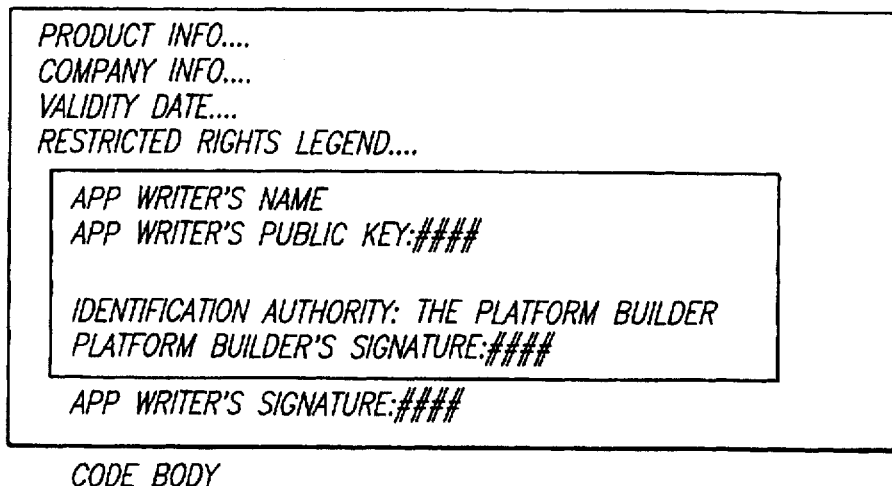 PRODUCT INFO....
COMPANY INFO....
VALIDITY DATE....
RESTRICTED RIGHTS LEGEND....
APP WRITER'S NAME
APP WRITER'S PUBLIC KEY:####
IDENTIFICATION AUTHORITY: THE PLATFORM BUILDER
PLATFORM BUILDER'S SIGNATURE:####
APP WRITER'S SIGNATURE:####
CODE BODY